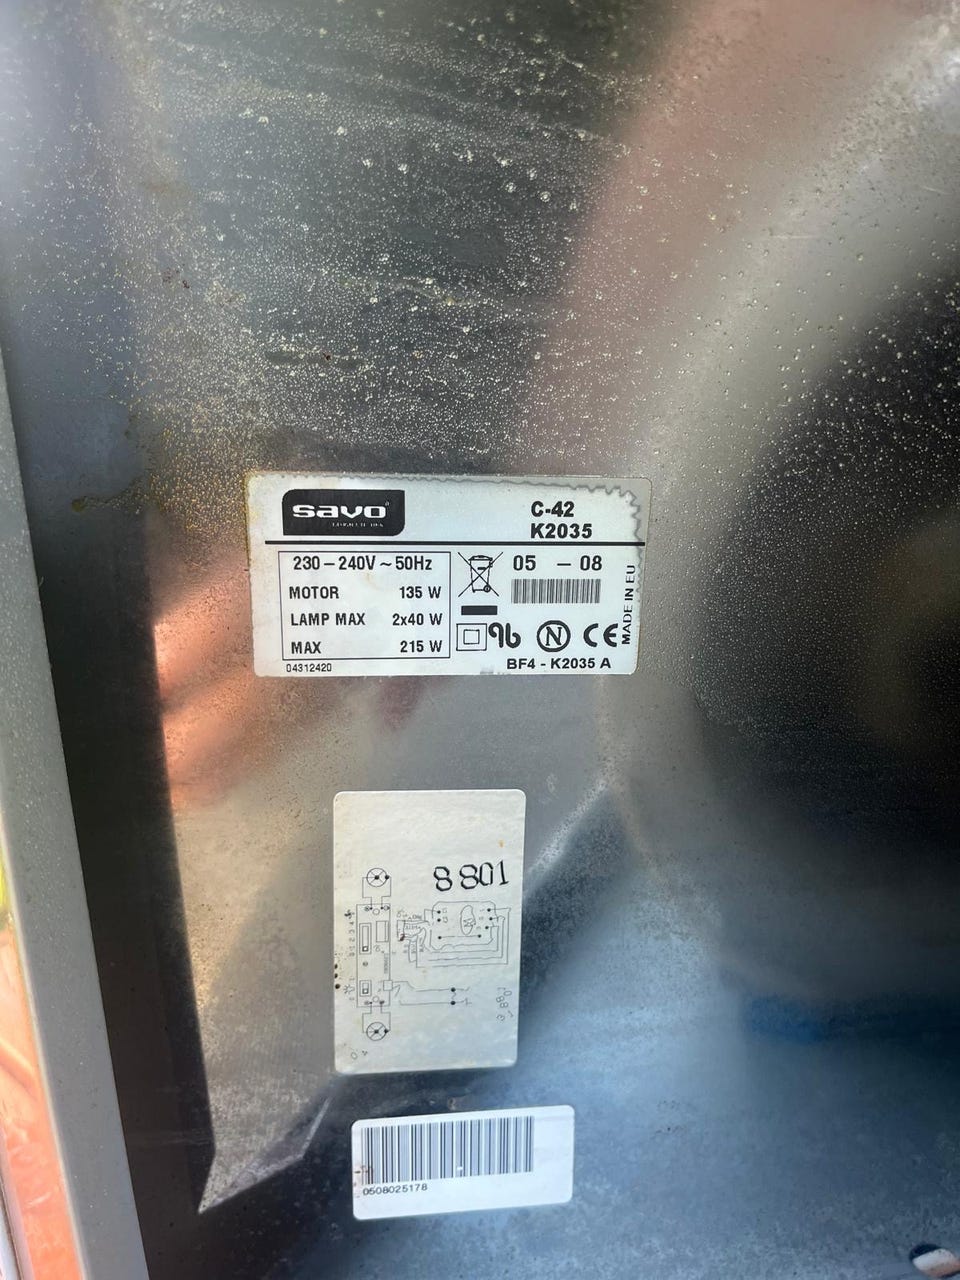 savo
C-42
K2035
230 – 240V ~ 50Hz
MOTOR 135 W
LAMP MAX 2x40 W
MAX 215 W
04312420
05 – 08
MADE IN EU
N
CE
BF4 - K2035 A
8801
0508025178